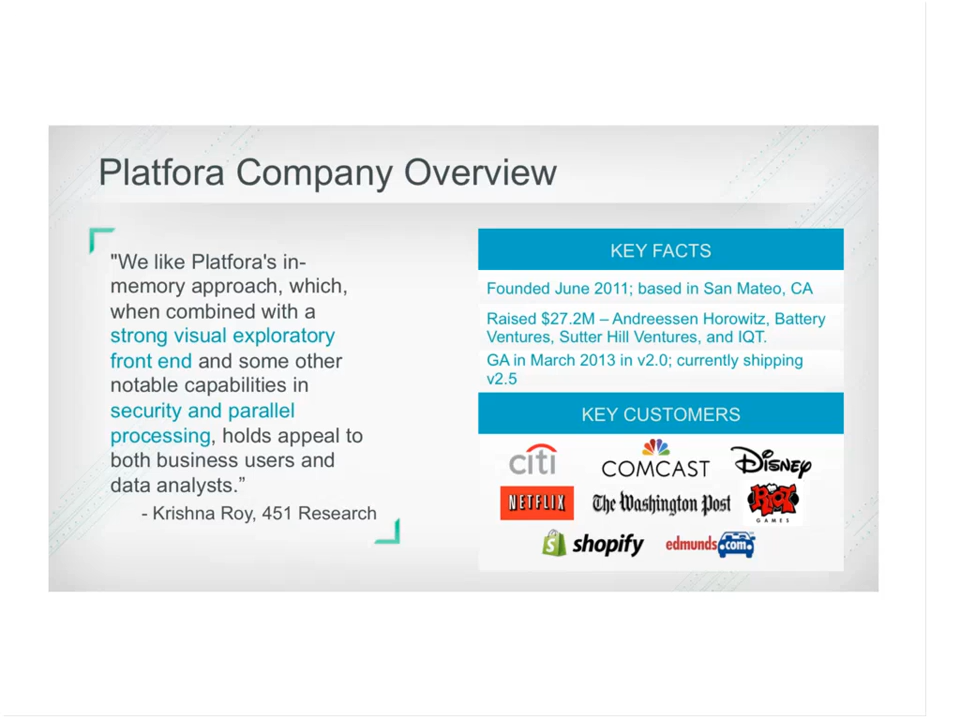 Platfora Company Overview
"We like Platfora's in-
memory approach, which,
when combined with a
strong visual exploratory
front end and some other
notable capabilities in
security and parallel
processing, holds appeal to
both business users and
data analysts.”
- Krishna Roy, 451 Research
KEY FACTS
Founded June 2011; based in San Mateo, CA
Raised $27.2M – Andreessen Horowitz, Battery
Ventures, Sutter Hill Ventures, and IQT.
GA in March 2013 in v2.0; currently shipping
v2.5
KEY CUSTOMERS
citi
COMCAST
Disney
NETFLIX
The Washington Post
RIOT
GAMES
shopify
edmunds.com